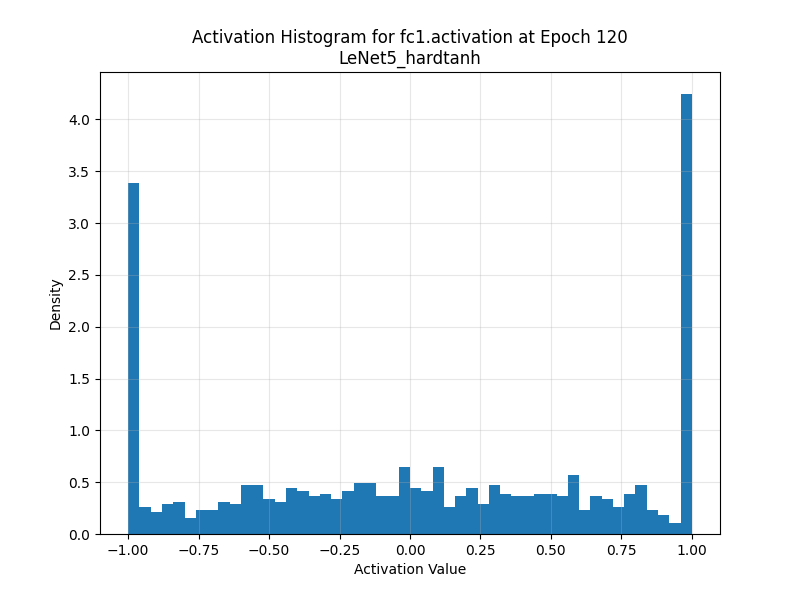 Activation Histogram for fc1.activation at Epoch 120
LeNet5_hardtanh
4.0
3.5
3.0
2.5
2.0
1.5
1.0
0.5
0.0
Density
−1.00 −0.75 −0.50 −0.25 0.00 0.25 0.50 0.75 1.00
Activation Value